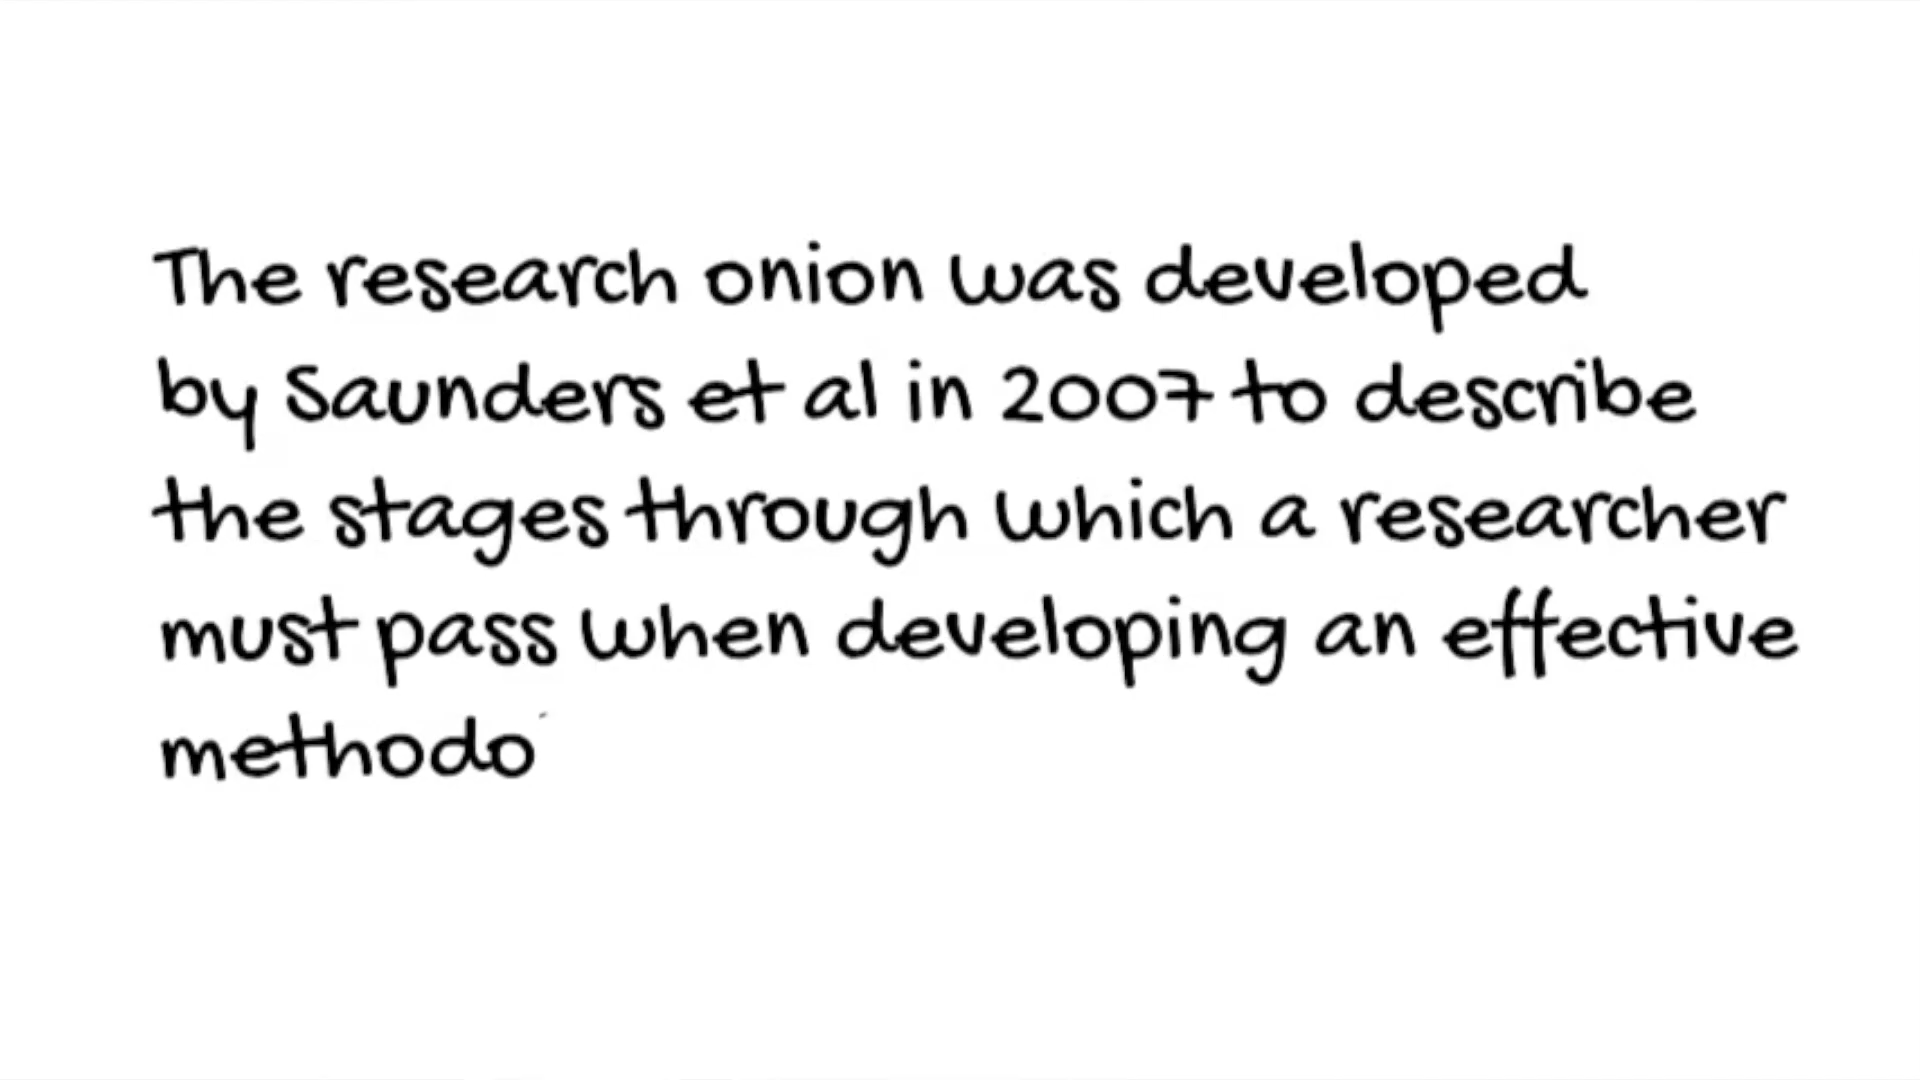 The research onion was developed
by Saunders et al in 2007 to describe
the stages through which a researcher
must pass when developing an effective
methodo